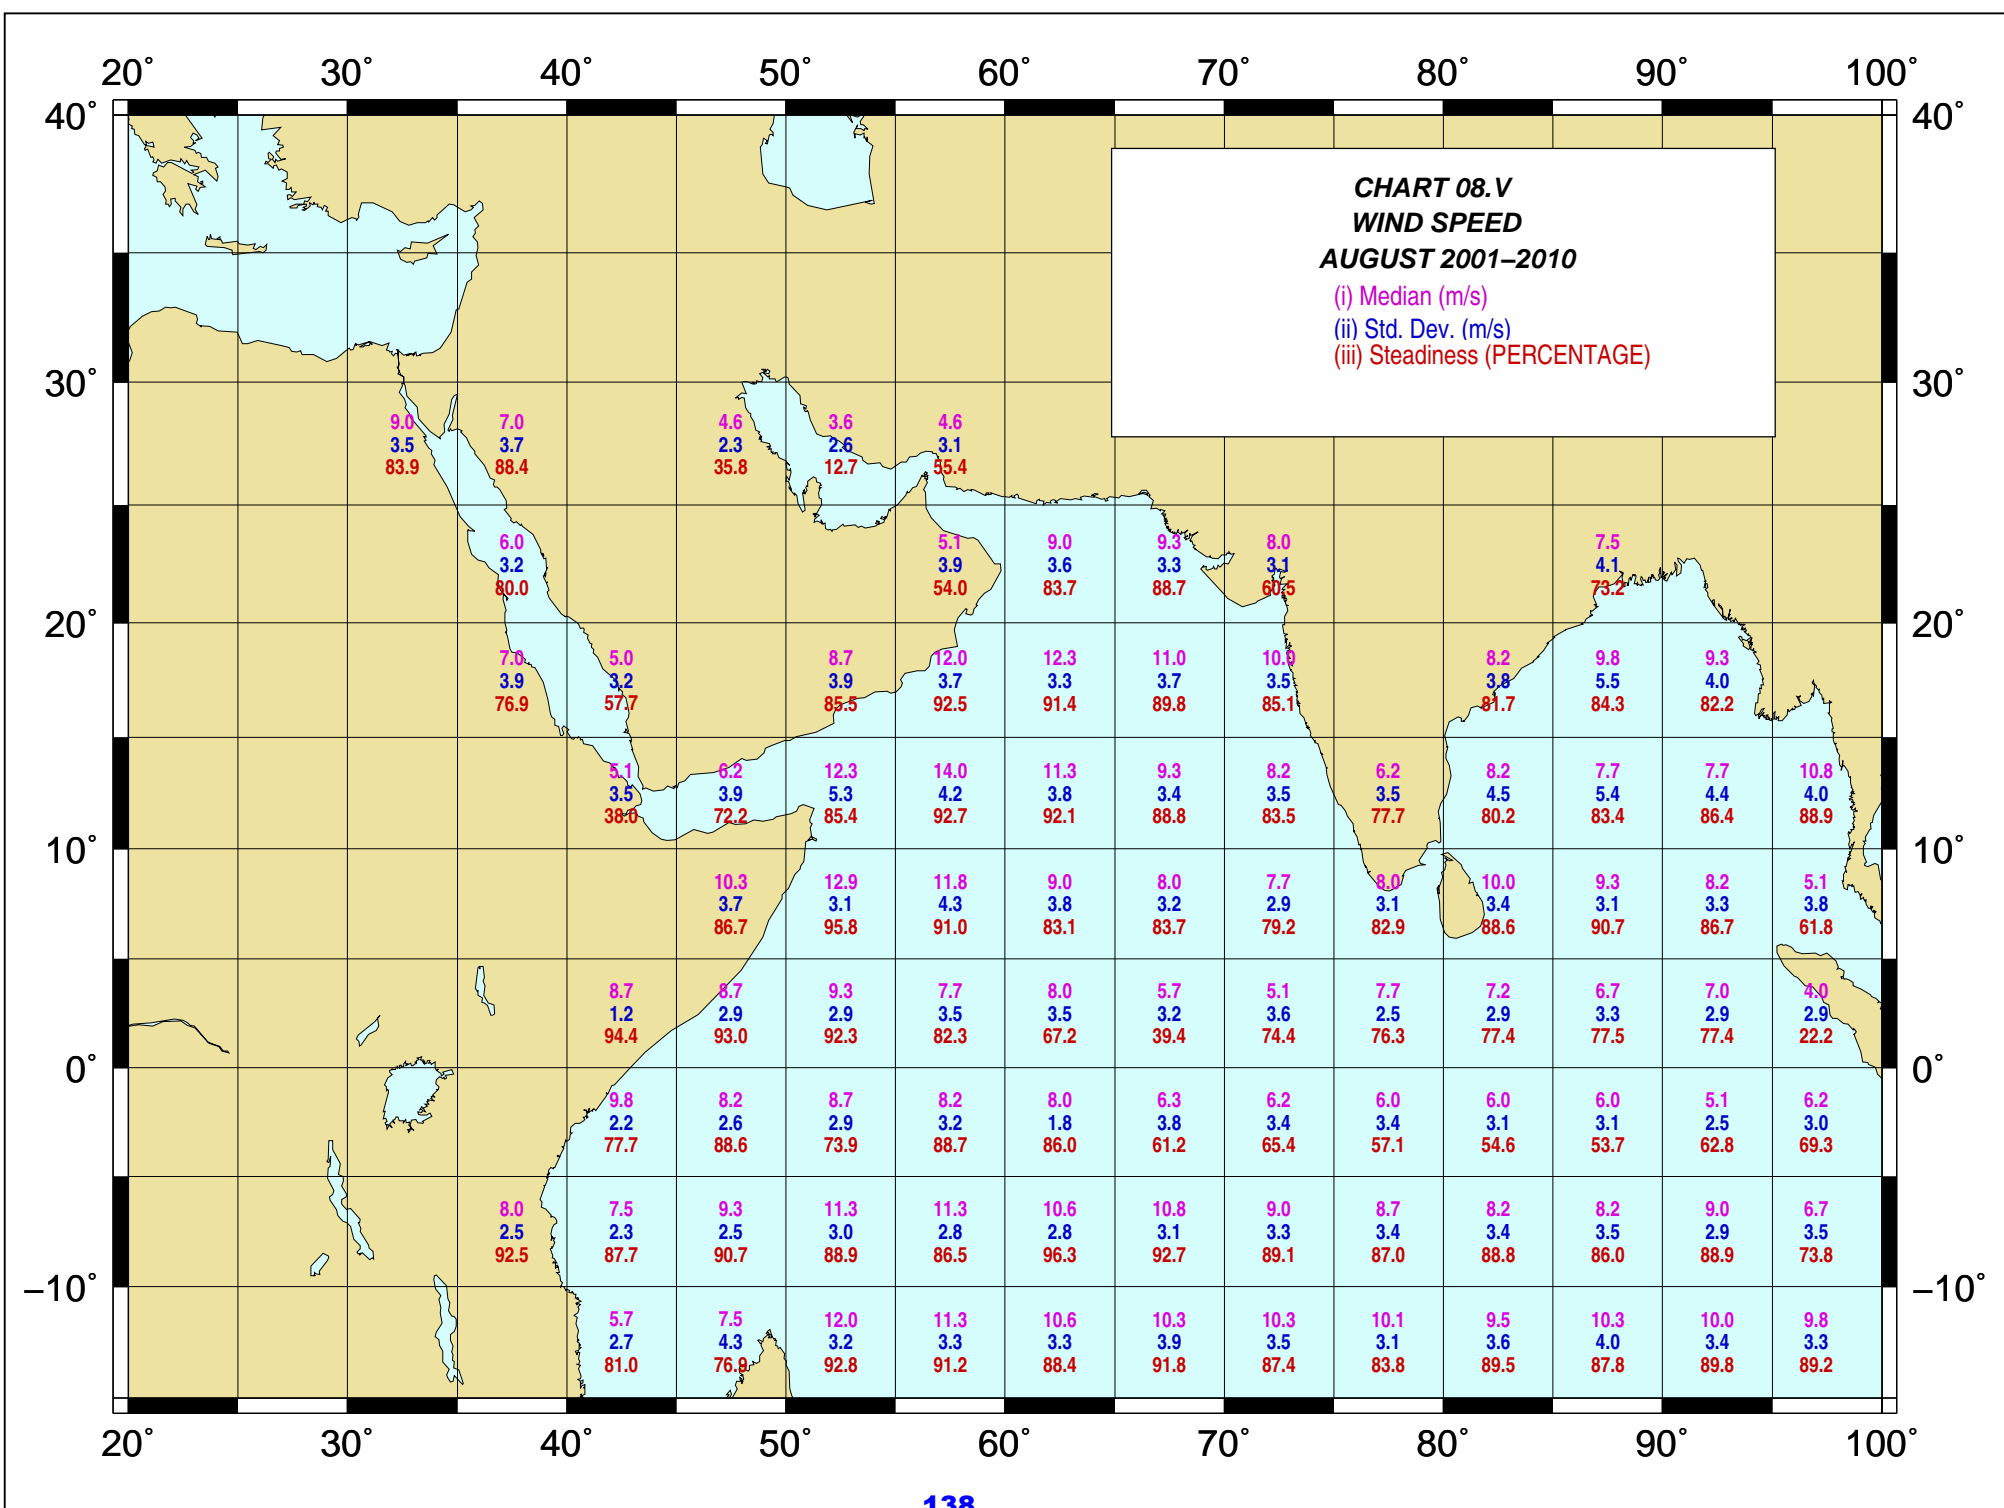 20° 30° 40° 50° 60° 70° 80° 90° 100°
40° 40°
CHART 08.V
WIND SPEED
AUGUST 2001–2010
(i) Median (m/s)
(ii) Std. Dev. (m/s)
(iii) Steadiness (PERCENTAGE)
30° 30°
9.0 7.0 4.6 3.6 4.6
3.5 3.7 2.3 2.6 3.1
83.9 88.4 35.8 12.7 55.4
6.0 5.1 9.0 9.3 8.0 7.5
3.2 3.9 3.6 3.3 3.1 4.1
80.0 54.0 83.7 88.7 60.5 73.2
20° 20°
7.0 5.0 8.7 12.0 12.3 11.0 10.0 8.2 9.8 9.3
3.9 3.2 3.9 3.7 3.3 3.7 3.5 3.8 5.5 4.0
76.9 57.7 85.5 92.5 91.4 89.8 85.1 81.7 84.3 82.2
5.1 6.2 12.3 14.0 11.3 9.3 8.2 6.2 8.2 7.7 7.7 10.8
3.5 3.9 5.3 4.2 3.8 3.4 3.5 3.5 4.5 5.4 4.4 4.0
38.0 72.2 85.4 92.7 92.1 88.8 83.5 77.7 80.2 83.4 86.4 88.9
10° 10°
10.3 12.9 11.8 9.0 8.0 7.7 8.0 10.0 9.3 8.2 5.1
3.7 3.1 4.3 3.8 3.2 2.9 3.1 3.4 3.1 3.3 3.8
86.7 95.8 91.0 83.1 83.7 79.2 82.9 88.6 90.7 86.7 61.8
8.7 8.7 9.3 7.7 8.0 5.7 5.1 7.7 7.2 6.7 7.0 4.0
1.2 2.9 2.9 3.5 3.5 3.2 3.6 2.5 2.9 3.3 2.9 2.9
94.4 93.0 92.3 82.3 67.2 39.4 74.4 76.3 77.4 77.5 77.4 22.2
0° 0°
9.8 8.2 8.7 8.2 8.0 6.3 6.2 6.0 6.0 6.0 5.1 6.2
2.2 2.6 2.9 3.2 1.8 3.8 3.4 3.4 3.1 3.1 2.5 3.0
77.7 88.6 73.9 88.7 86.0 61.2 65.4 57.1 54.6 53.7 62.8 69.3
8.0 7.5 9.3 11.3 11.3 10.6 10.8 9.0 8.7 8.2 8.2 9.0 6.7
2.5 2.3 2.5 3.0 2.8 2.8 3.1 3.3 3.4 3.4 3.5 2.9 3.5
92.5 87.7 90.7 88.9 86.5 96.3 92.7 89.1 87.0 88.8 86.0 88.9 73.8
−10° −10°
5.7 7.5 12.0 11.3 10.6 10.3 10.3 10.1 9.5 10.3 10.0 9.8
2.7 4.3 3.2 3.3 3.3 3.9 3.5 3.1 3.6 4.0 3.4 3.3
81.0 76.9 92.8 91.2 88.4 91.8 87.4 83.8 89.5 87.8 89.8 89.2
20° 30° 40° 50° 60° 70° 80° 90° 100°
138